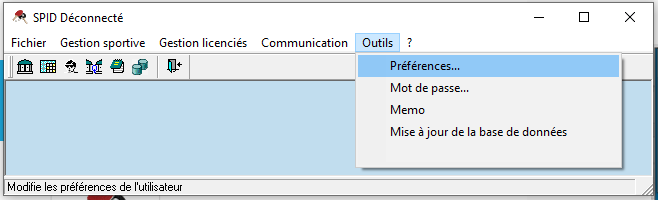 SPID Déconnecté
Fichier Gestion sportive Gestion licenciés Communication Outils ?
Préférences...
Mot de passe...
Memo
Mise à jour de la base de données
Modifie les préférences de l'utilisateur